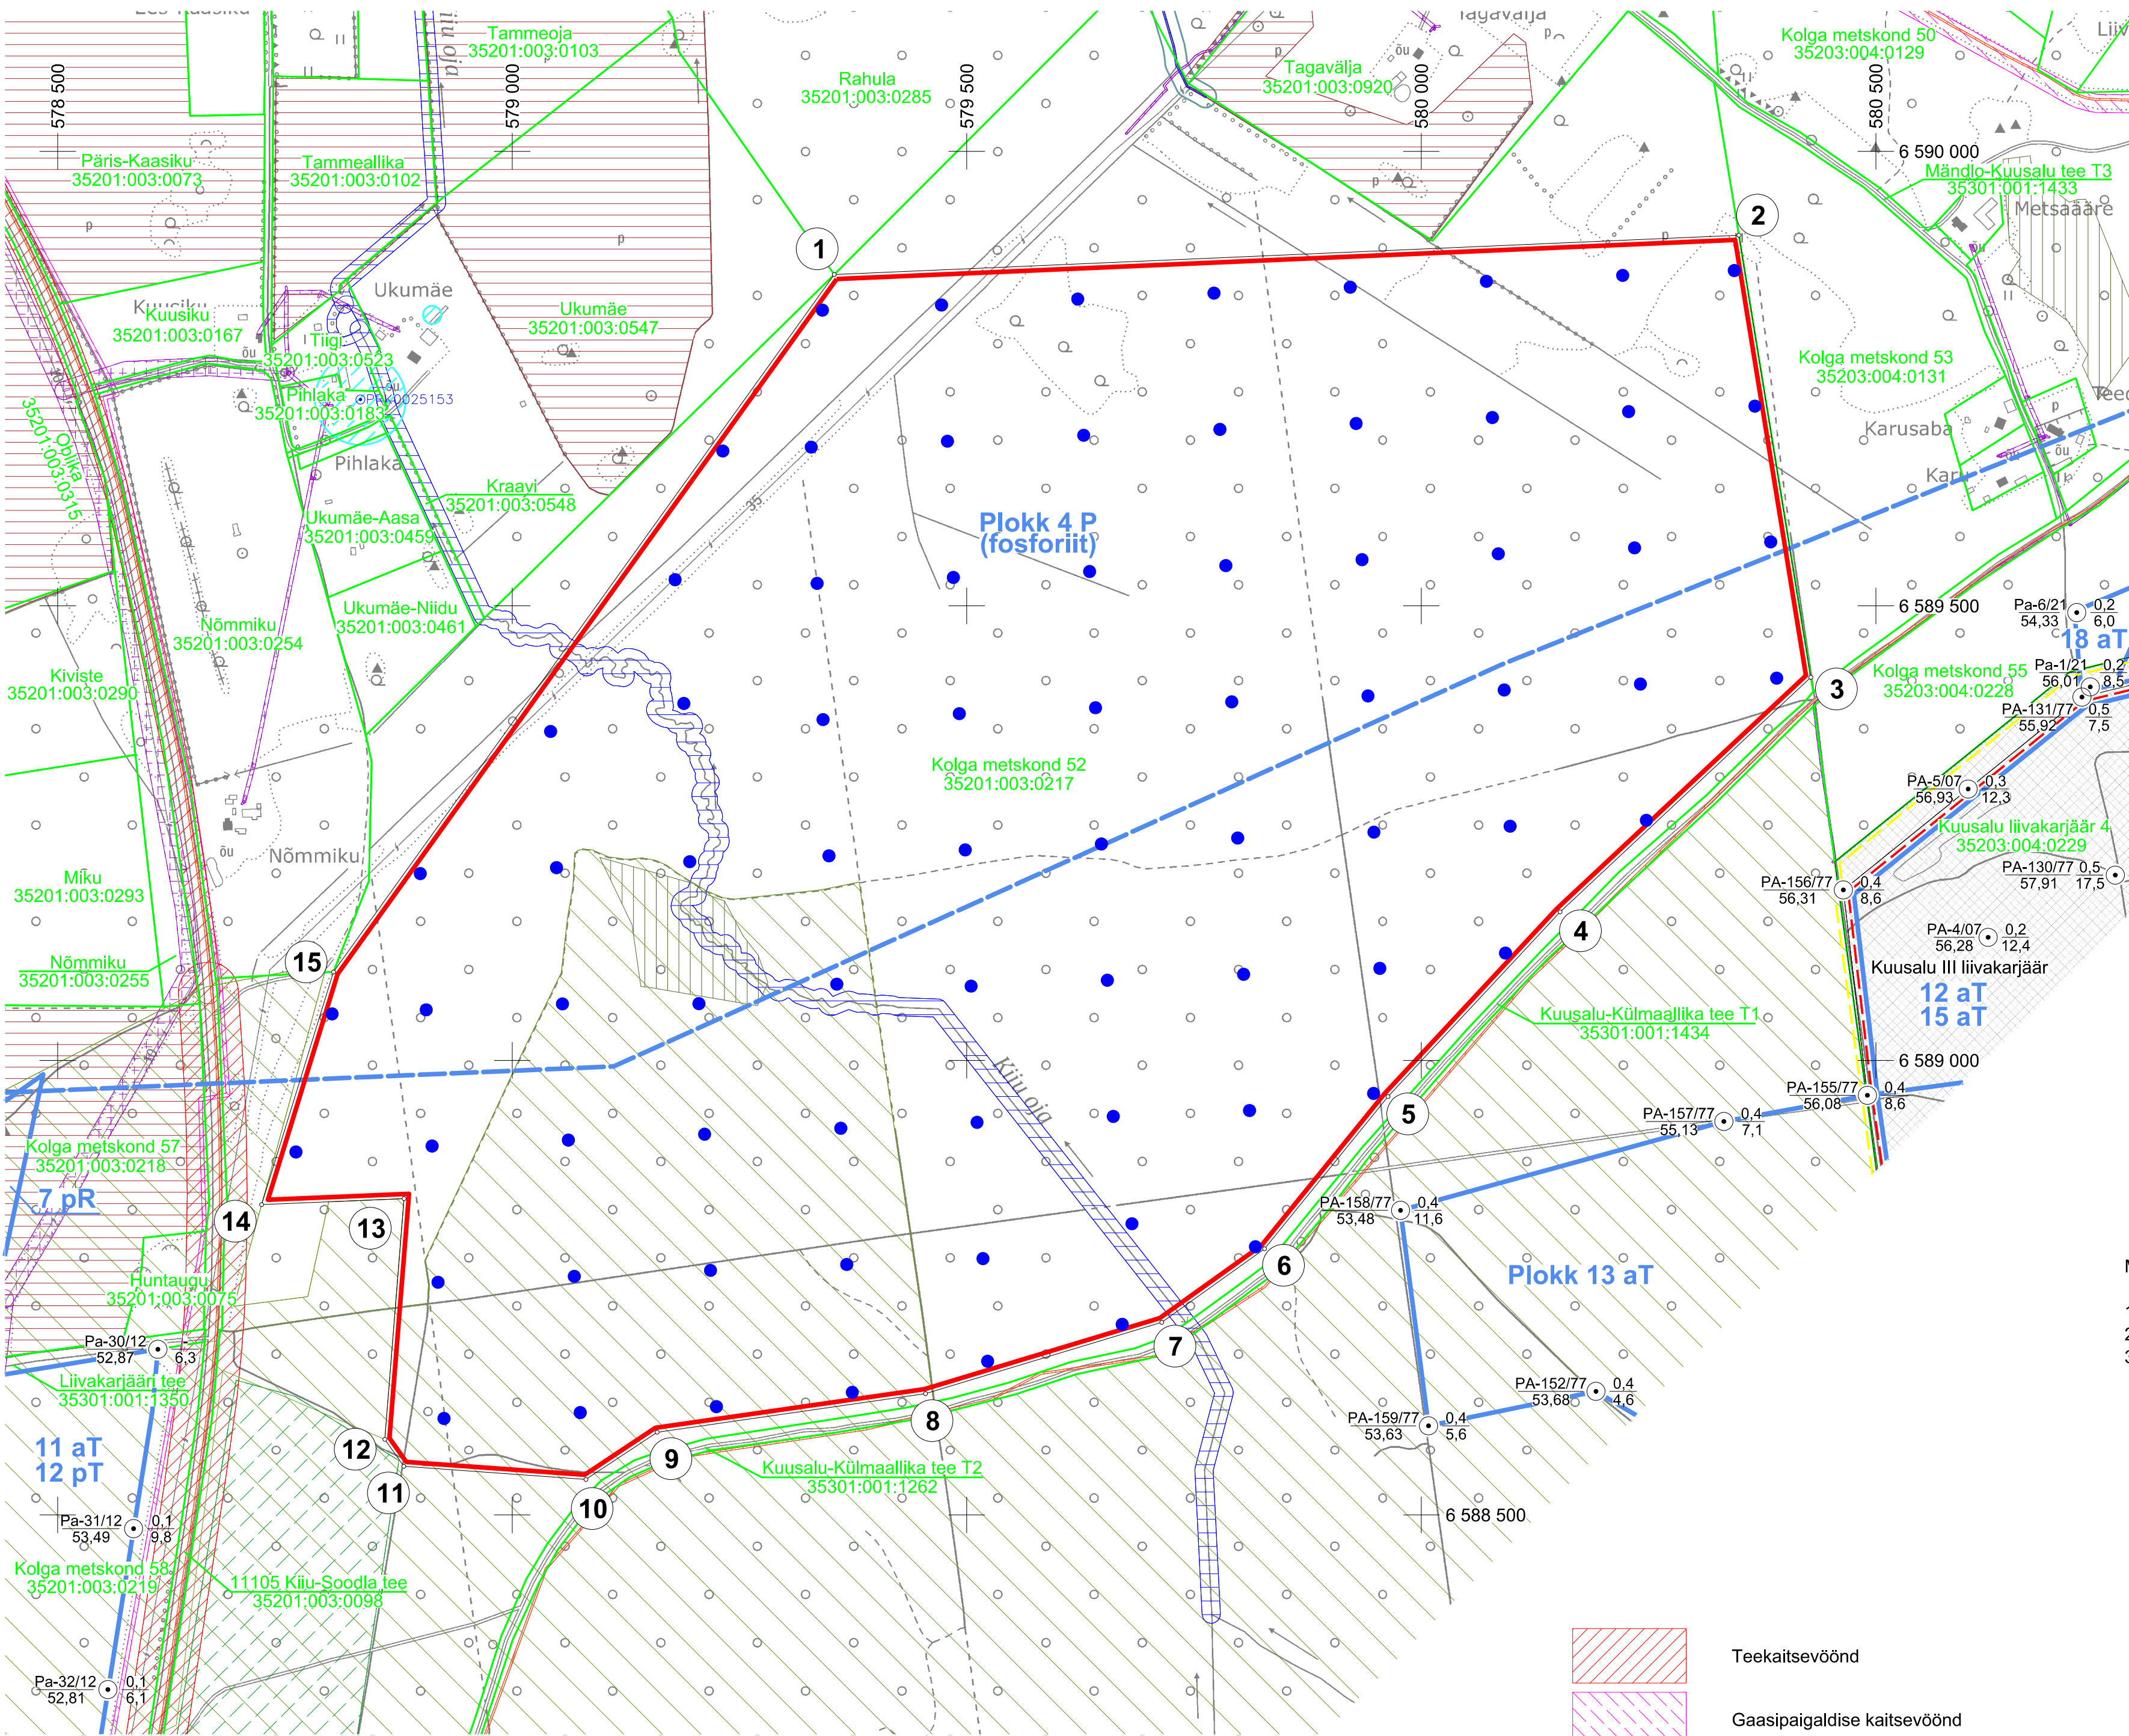 Tammeoja
35201:003:0103
Kiiu oja
Rahula
35201:003:0285
Tagavälja
Tagavälja
35201:003:0920
Kolga metskond 50
35203:004:0129
Liiv
578 500
579 000
579 500
580 000
580 500
6 590 000
Päris-Kaasiku
35201:003:0073
Tammeallika
35201:003:0102
Mändlo-Kuusalu tee T3
35301:001:1433
Metsaääre
1
2
Kuusiku
Kuusiku
35201:003:0167
Ukumäe
Ukumäe
35201:003:0547
Tiigi
35201:003:0523
Pihlaka
35201:003:0183
PRK0025153
Pihlaka
õu
Kolga metskond 53
35203:004:0131
Karusaba
Karu
Oblika
35201:003:0315
Kraavi
35201:003:0548
Ukumäe-Aasa
35201:003:0459
35
Plokk 4 P
(fosforiit)
Ukumäe-Niidu
35201:003:0461
Nõmmiku
35201:003:0254
Kiviste
35201:003:0290
6 589 500
Pa-6/21 0,2
54,33 6,0
18 aT
Kolga metskond 55
35203:004:0228
Pa-1/21 0,2
56,01 8,5
PA-131/77 0,5
55,92 7,5
3
Kolga metskond 52
35201:003:0217
PA-5/07 0,3
56,93 12,3
Kuusalu liivakarjäär 4
35203:004:0229
PA-130/77 0,5
57,91 17,5
PA-156/77 0,4
56,31 8,6
Nõmmiku
õu
Miku
35201:003:0293
4
PA-4/07 0,2
56,28 12,4
Kuusalu III liivakarjäär
12 aT
15 aT
Nõmmiku
35201:003:0255
15
Kuusalu-Külmaallika tee T1
35301:001:1434
6 589 000
Kiiu oja
PA-155/77 0,4
56,08 8,6
PA-157/77 0,4
55,13 7,1
5
Kolga metskond 57
35201:003:0218
7 pR
14
13
PA-158/77 0,4
53,48 11,6
6
Plokk 13 aT
Huntaugu
35201:003:0075
Pa-30/12 -
52,87 6,3
7
Liivakarjääri tee
35301:001:1350
PA-152/77 0,4
53,68 4,6
8
PA-159/77 0,4
53,63 5,6
11 aT
12 pT
12
9
Kuusalu-Külmaallika tee T2
35301:001:1262
11
10
Pa-31/12 0,1
53,49 9,8
6 588 500
Kolga metskond 58
35201:003:0219
11105 Kiiu-Soodla tee
35201:003:0098
Pa-32/12 0,1
52,81 6,1
Teekaitsevöönd
Gaasipaigaldise kaitsevöönd